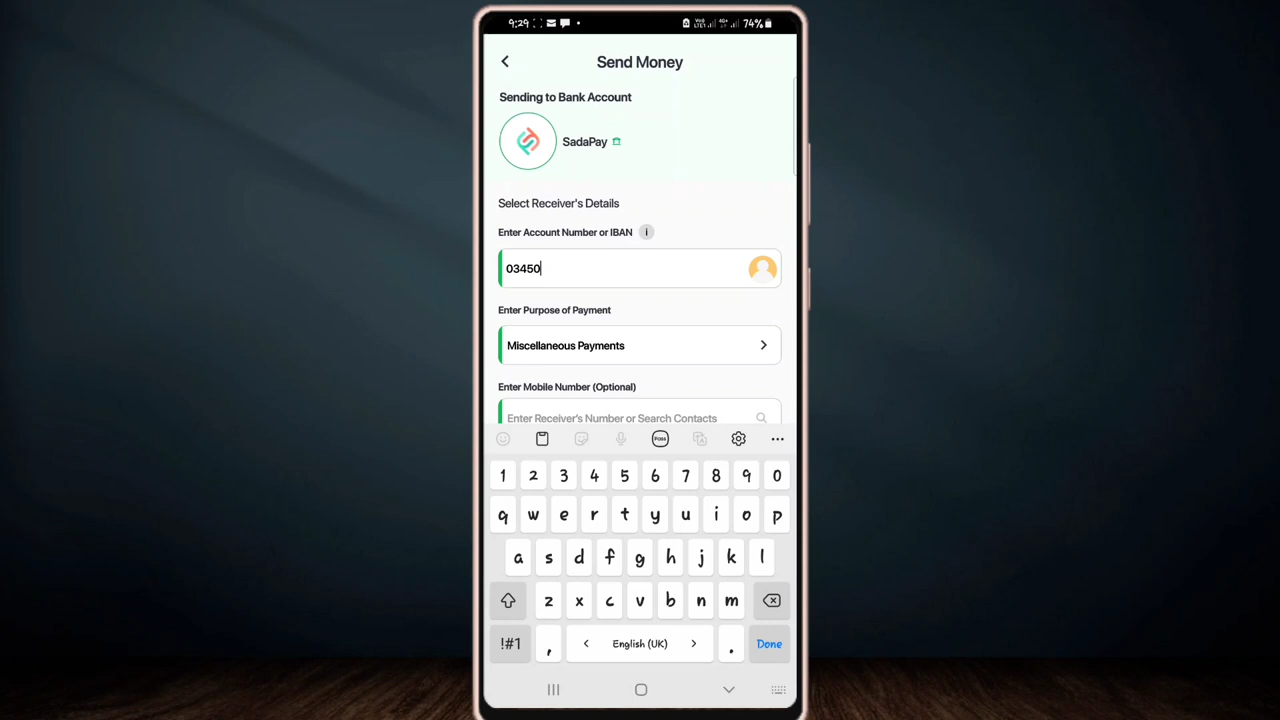 9:29 74%
Send Money
Sending to Bank Account
SadaPay
Select Receiver's Details
Enter Account Number or IBAN i
03450
Enter Purpose of Payment
Miscellaneous Payments
Enter Mobile Number (Optional)
Enter Receiver's Number or Search Contacts
1 2 3 4 5 6 7 8 9 0
q w e r t y u i o p
a s d f g h j k l
z x c v b n m
!#1 , < English (UK) > . Done